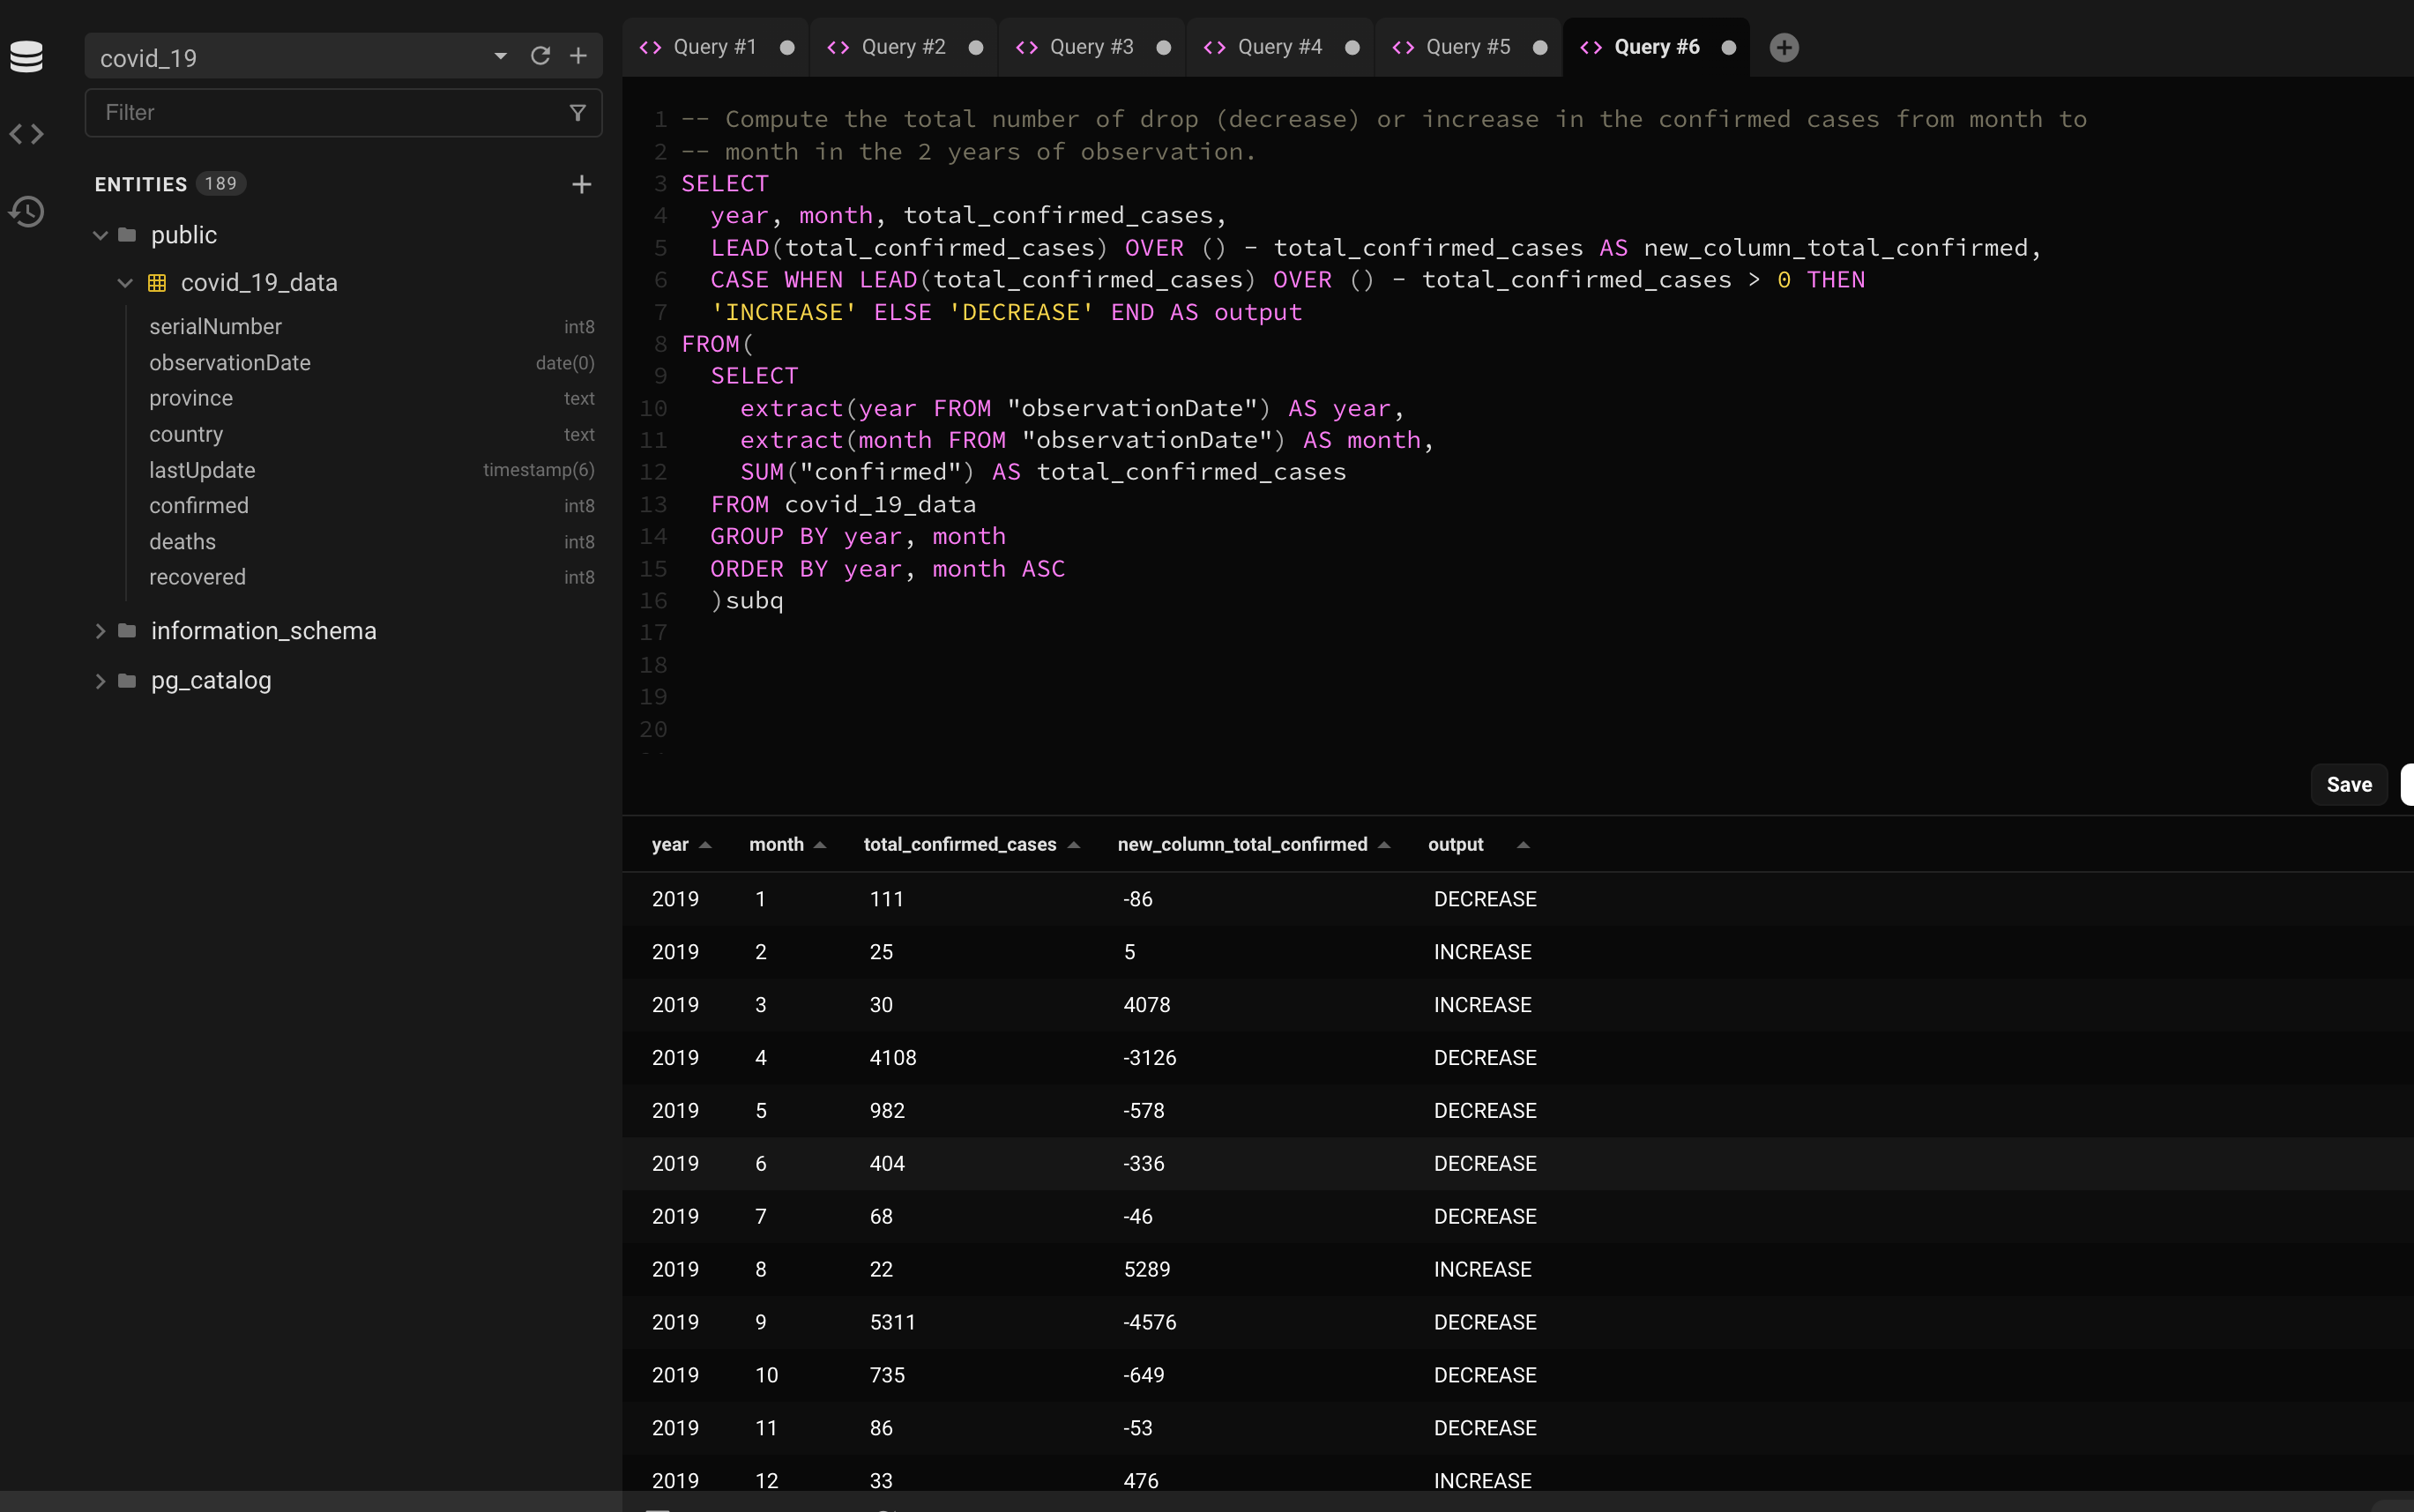 covid_19
Filter
ENTITIES 189
public
covid_19_data
serialNumber int8
observationDate date(0)
province text
country text
lastUpdate timestamp(6)
confirmed int8
deaths int8
recovered int8
information_schema
pg_catalog
Query #1 Query #2 Query #3 Query #4 Query #5 Query #6
1 -- Compute the total number of drop (decrease) or increase in the confirmed cases from month to
2 -- month in the 2 years of observation.
3 SELECT
4 year, month, total_confirmed_cases,
5 LEAD(total_confirmed_cases) OVER () - total_confirmed_cases AS new_column_total_confirmed,
6 CASE WHEN LEAD(total_confirmed_cases) OVER () - total_confirmed_cases > 0 THEN
7 'INCREASE' ELSE 'DECREASE' END AS output
8 FROM(
9 SELECT
10 extract(year FROM "observationDate") AS year,
11 extract(month FROM "observationDate") AS month,
12 SUM("confirmed") AS total_confirmed_cases
13 FROM covid_19_data
14 GROUP BY year, month
15 ORDER BY year, month ASC
16 )subq
17
18
19
20
Save
year month total_confirmed_cases new_column_total_confirmed output
2019 1 111 -86 DECREASE
2019 2 25 5 INCREASE
2019 3 30 4078 INCREASE
2019 4 4108 -3126 DECREASE
2019 5 982 -578 DECREASE
2019 6 404 -336 DECREASE
2019 7 68 -46 DECREASE
2019 8 22 5289 INCREASE
2019 9 5311 -4576 DECREASE
2019 10 735 -649 DECREASE
2019 11 86 -53 DECREASE
2019 12 33 476 INCREASE